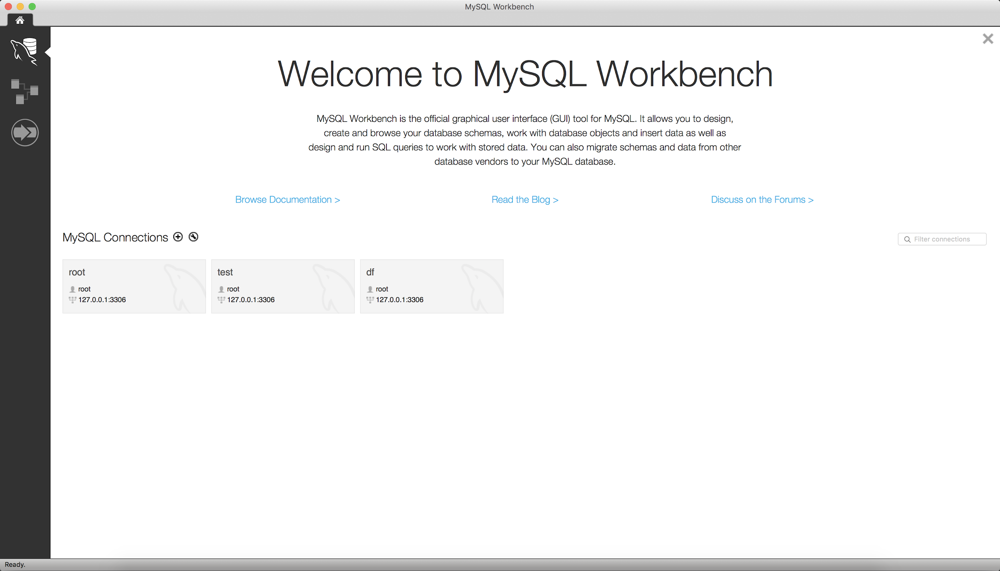 MySQL Workbench
Welcome to MySQL Workbench
MySQL Workbench is the official graphical user interface (GUI) tool for MySQL. It allows you to design,
create and browse your database schemas, work with database objects and insert data as well as
design and run SQL queries to work with stored data. You can also migrate schemas and data from other
database vendors to your MySQL database.
Browse Documentation >
Read the Blog >
Discuss on the Forums >
MySQL Connections
Filter connections
root
root
127.0.0.1:3306
test
root
127.0.0.1:3306
df
root
127.0.0.1:3306
Ready.